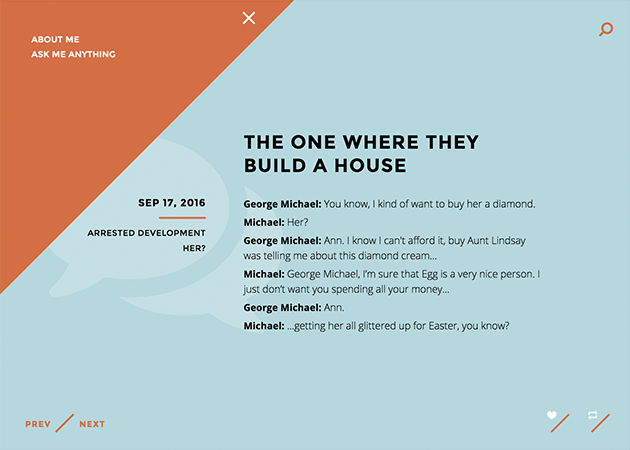 ABOUT ME
ASK ME ANYTHING
THE ONE WHERE THEY
BUILD A HOUSE
SEP 17, 2016
ARRESTED DEVELOPMENT
HER?
George Michael: You know, I kind of want to buy her a diamond.
Michael: Her?
George Michael: Ann. I know I can't afford it, buy Aunt Lindsay
was telling me about this diamond cream...
Michael: George Michael, I'm sure that Egg is a very nice person. I
just don't want you spending all your money...
George Michael: Ann.
Michael: ...getting her all glittered up for Easter, you know?
PREV
NEXT